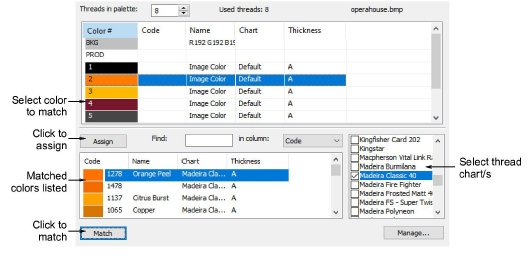 Threads in palette: 8 Used threads: 8 operahouse.bmp
Color # Code Name Chart Thickness
BKG R192 G192 B19
PROD
1 Image Color Default A
2 Image Color Default A
3 Image Color Default A
4 Image Color Default A
5 Image Color Default A
Select color
to match
Click to
assign
Assign Find: in column: Code
Code Name Chart Thickness
1278 Orange Peel Madeira Cla... A
1478 Madeira Cla... A
1137 Citrus Burst Madeira Cla... A
1065 Copper Madeira Cla... A
Matched
colors listed
Kingfisher Card 202
Kingstar
Macpherson Vital Link R
Madeira Burmilana
Madeira Classic 40
Madeira Fire Fighter
Madeira Frosted Matt 4
Madeira FS - Super Twis
Madeira Polyneon
Select thread
chart/s
Click to
match
Match Manage...